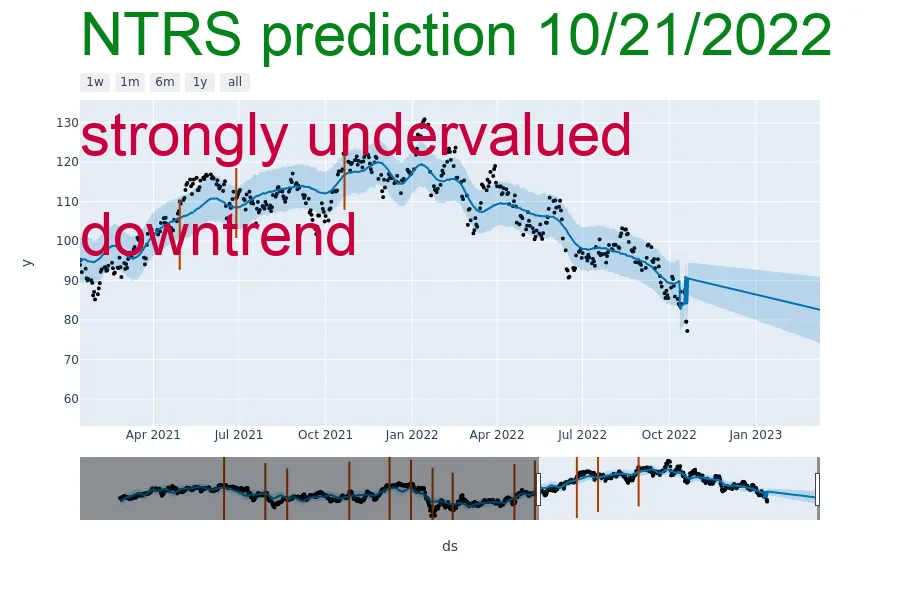 NTRS prediction 10/21/2022
1w 1m 6m 1y all
strongly undervalued
downtrend
130
120
110
100
90
80
70
60
y
Apr 2021 Jul 2021 Oct 2021 Jan 2022 Apr 2022 Jul 2022 Oct 2022 Jan 2023
ds